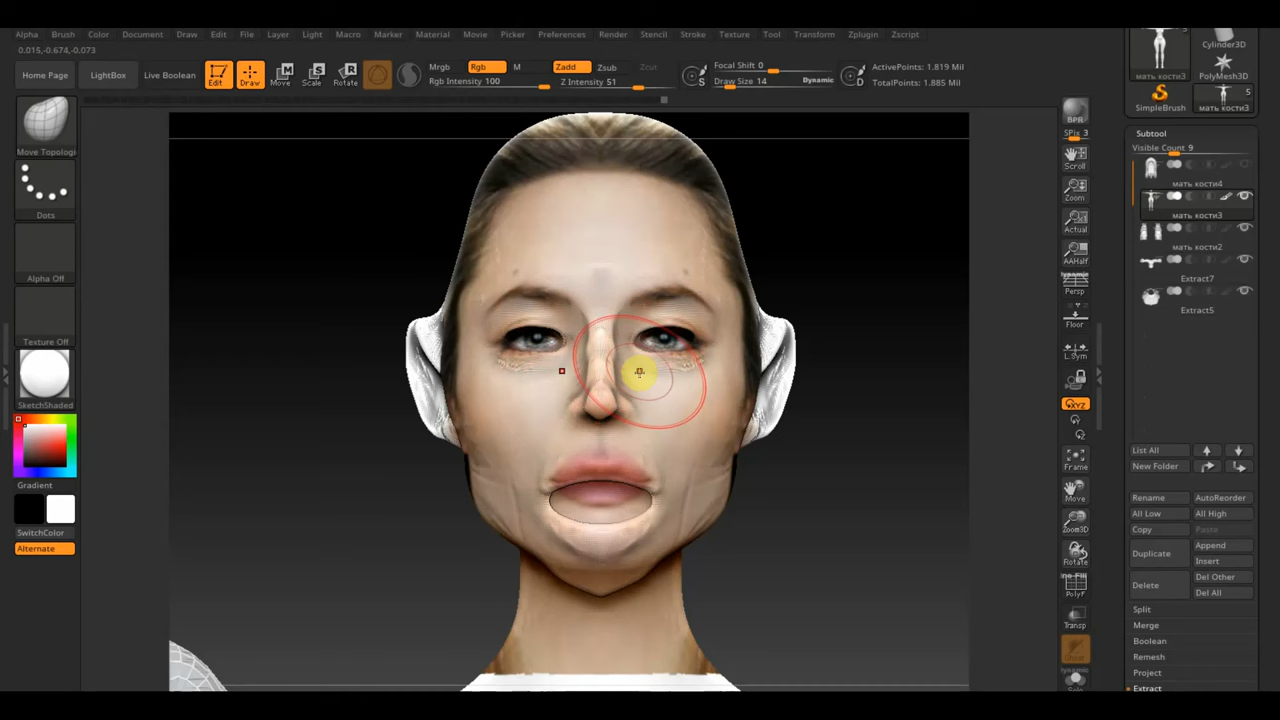 Alpha Brush Color Document Draw Edit File Layer Light Macro Marker Material Movie Picker Preferences Render Stencil Stroke Texture Tool Transform Zplugin Zscript
0.015,-0.674,-0.073
Home Page
LightBox
Live Boolean
Edit
Draw
Move
Scale
Rotate
Mrgb
Rgb
M
Rgb Intensity 100
Zadd
Zsub
Zcut
Z Intensity 51
Focal Shift 0
Draw Size 14
Dynamic
ActivePoints: 1.819 Mil
TotalPoints: 1.885 Mil
Move Topologi
Dots
Alpha Off
Texture Off
SketchShaded
Gradient
SwitchColor
Alternate
BPR
SPix 3
Scroll
Zoom
Actual
AAHalf
Persp
Floor
L.Sym
XYZ
Y
Z
Frame
Move
Zoom3D
Rotate
PolyF
Transp
Solo
5
Cylinder3D
мать кости3
PolyMesh3D
SimpleBrush
5
мать кости3
Subtool
Visible Count 9
мать кости4
мать кости3
мать кости2
Extract7
Extract5
List All
New Folder
Rename AutoReorder
All Low All High
Copy Paste
Duplicate
Append
Insert
Delete
Del Other
Del All
Split
Merge
Boolean
Remesh
Project
Extract